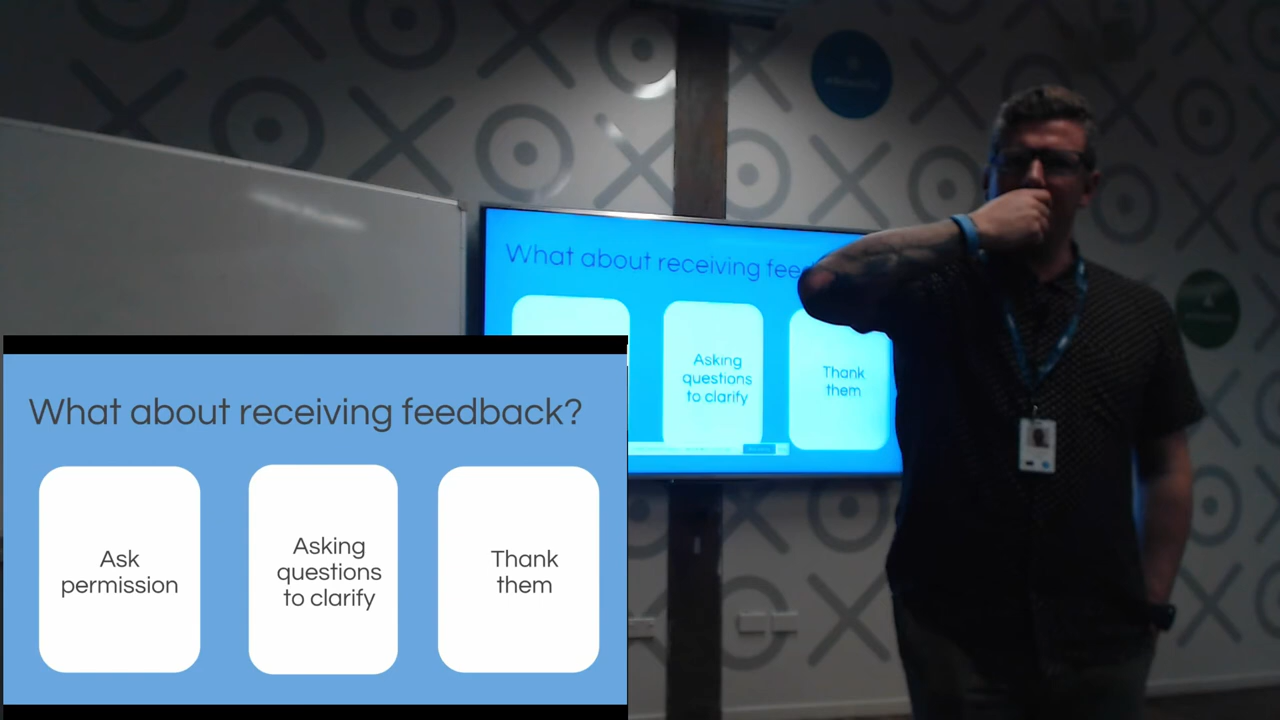 What about receiving fee
Asking
questions
to clarify
Thank
them
What about receiving feedback?
Ask
permission
Asking
questions
to clarify
Thank
them